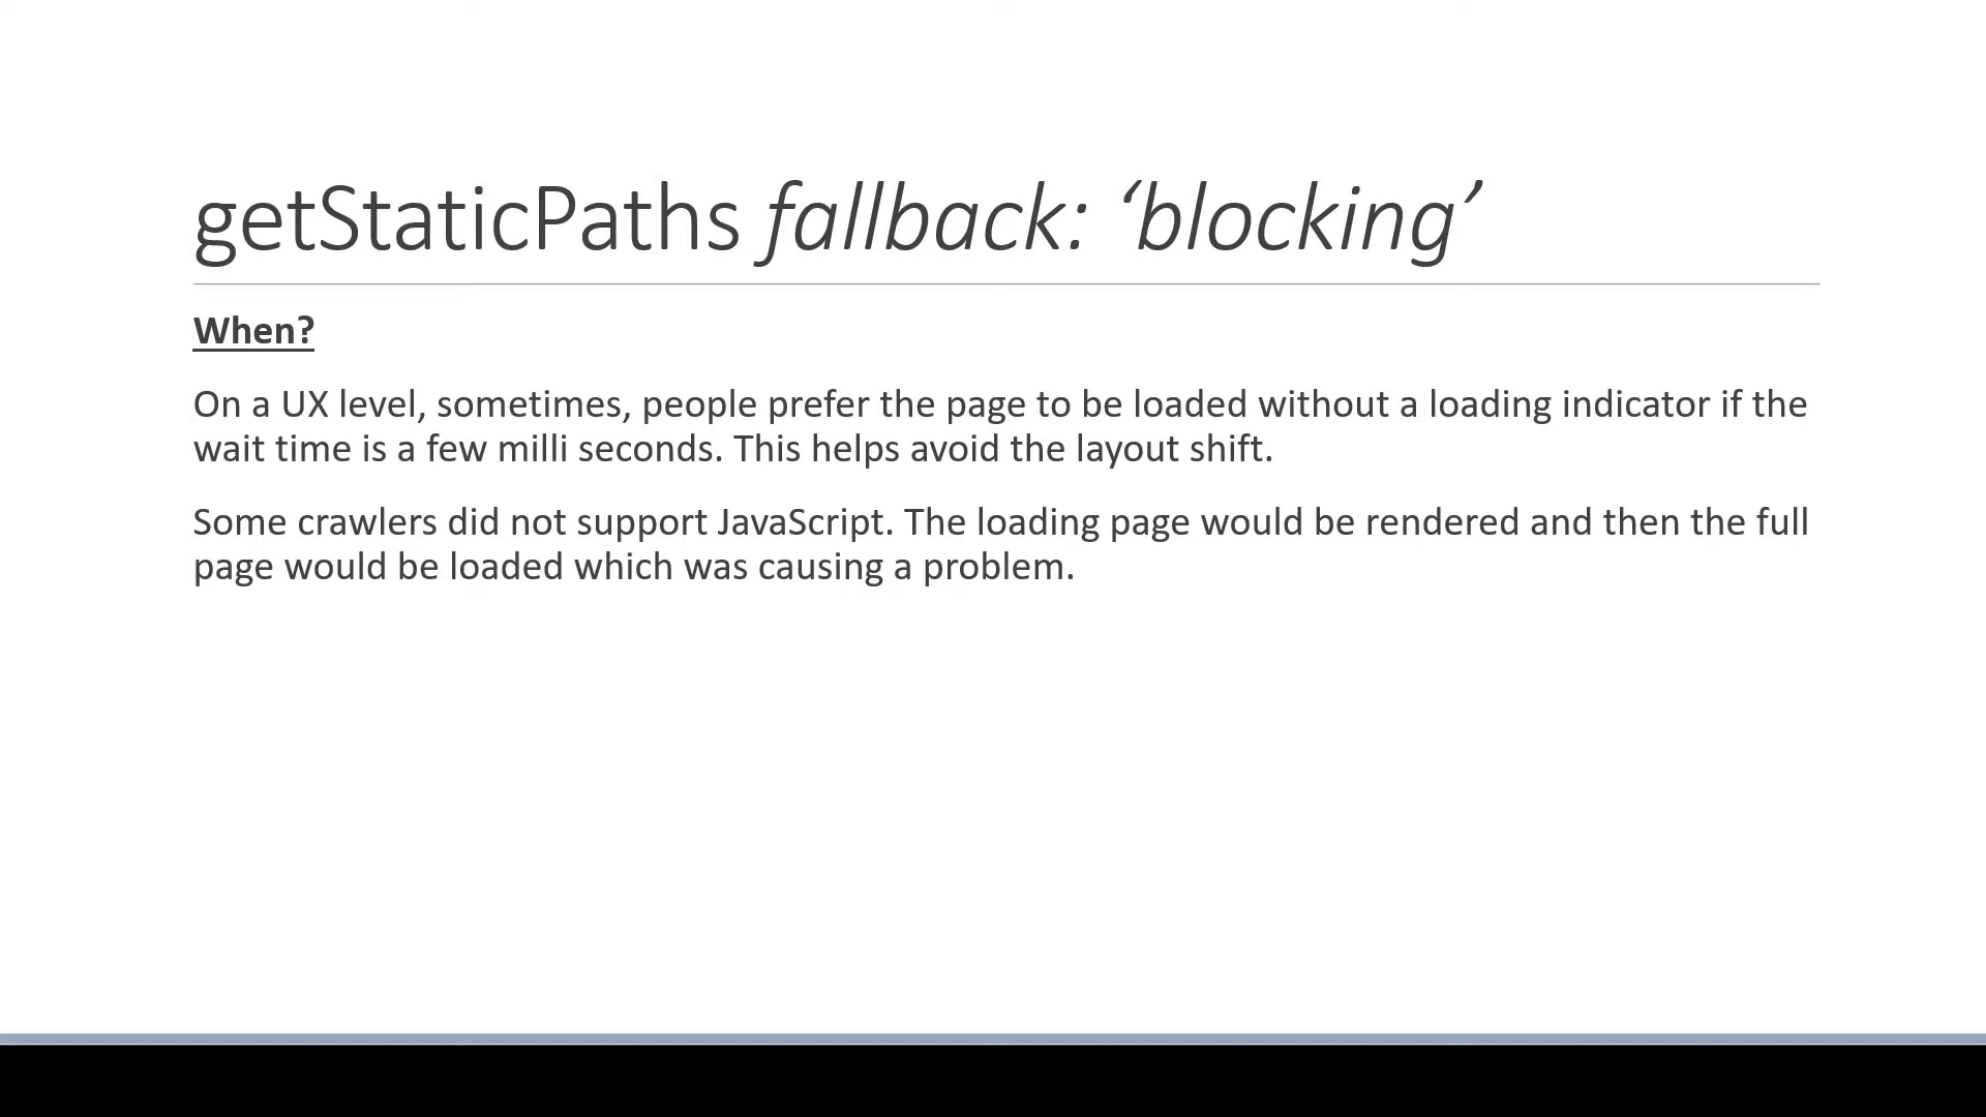 getStaticPaths fallback: ‘blocking’
When?
On a UX level, sometimes, people prefer the page to be loaded without a loading indicator if the
wait time is a few milli seconds. This helps avoid the layout shift.
Some crawlers did not support JavaScript. The loading page would be rendered and then the full
page would be loaded which was causing a problem.